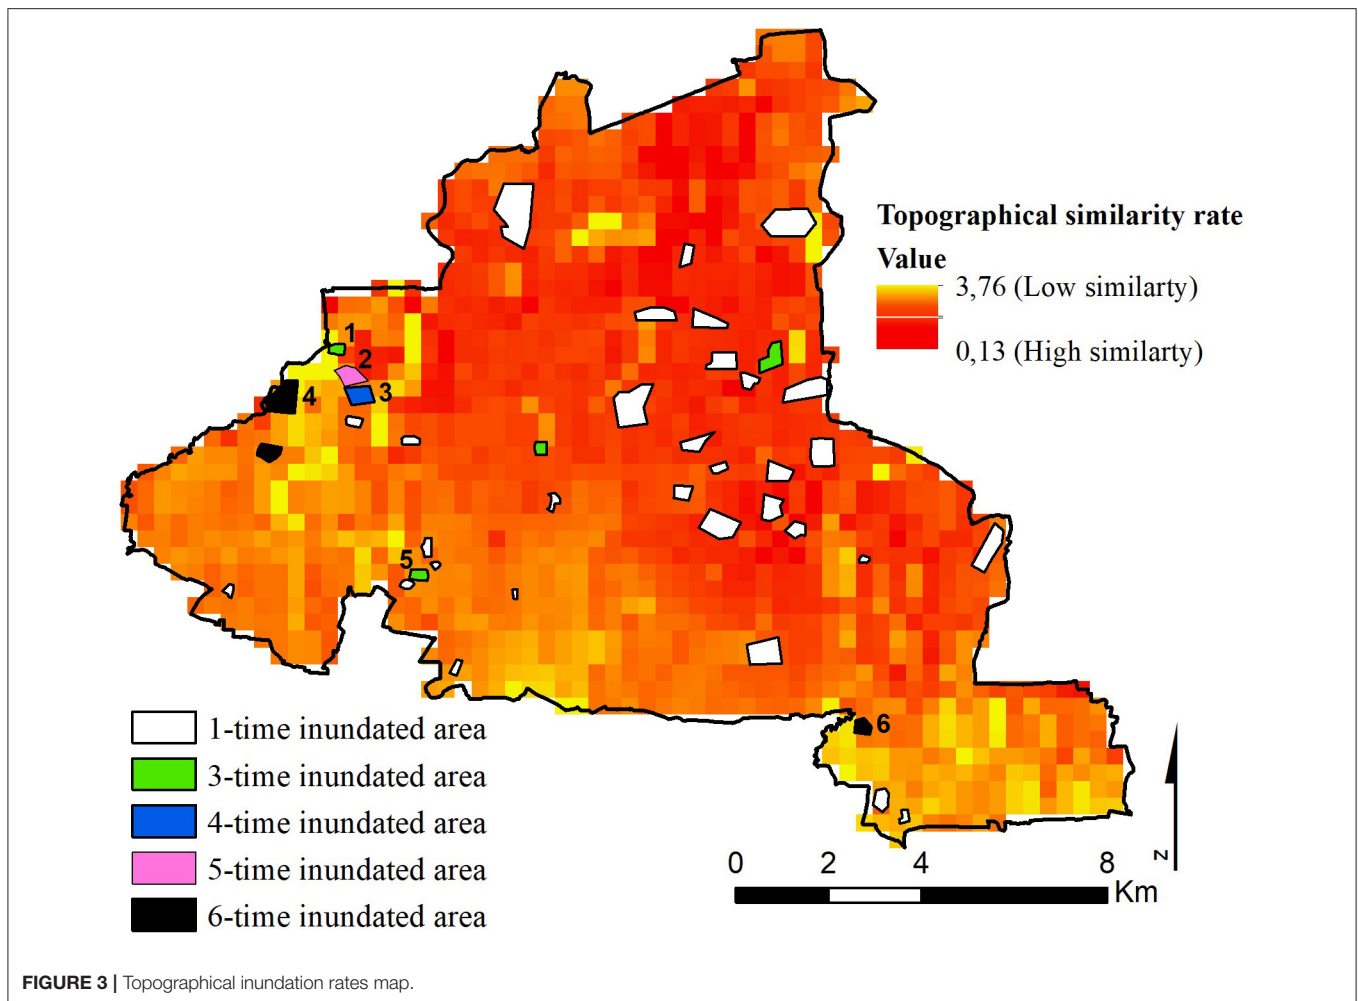 Topographical similarity rate
Value
3,76 (Low similarty)
0,13 (High similarty)
1
2
3
4
5
6
1-time inundated area
3-time inundated area
4-time inundated area
5-time inundated area
6-time inundated area
0 2 4 8
Km
z
FIGURE 3 | Topographical inundation rates map.